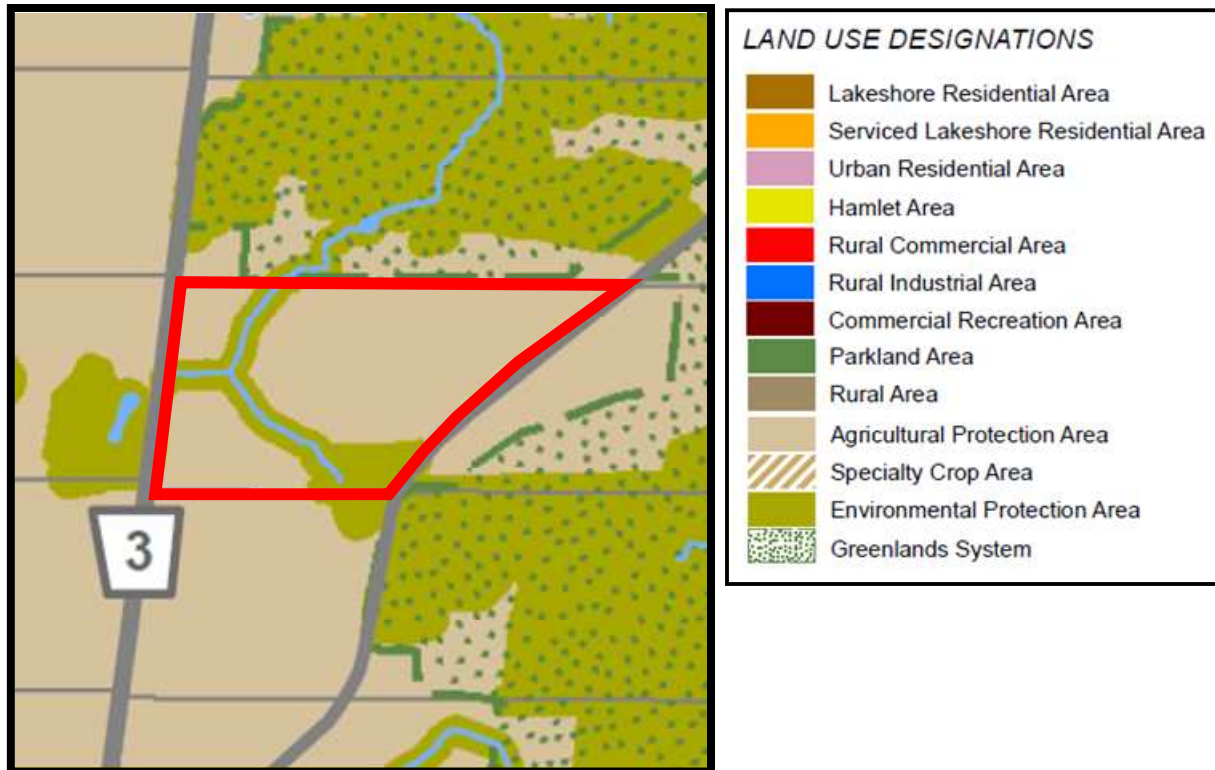 3
LAND USE DESIGNATIONS
Lakeshore Residential Area
Serviced Lakeshore Residential Area
Urban Residential Area
Hamlet Area
Rural Commercial Area
Rural Industrial Area
Commercial Recreation Area
Parkland Area
Rural Area
Agricultural Protection Area
Specialty Crop Area
Environmental Protection Area
Greenlands System